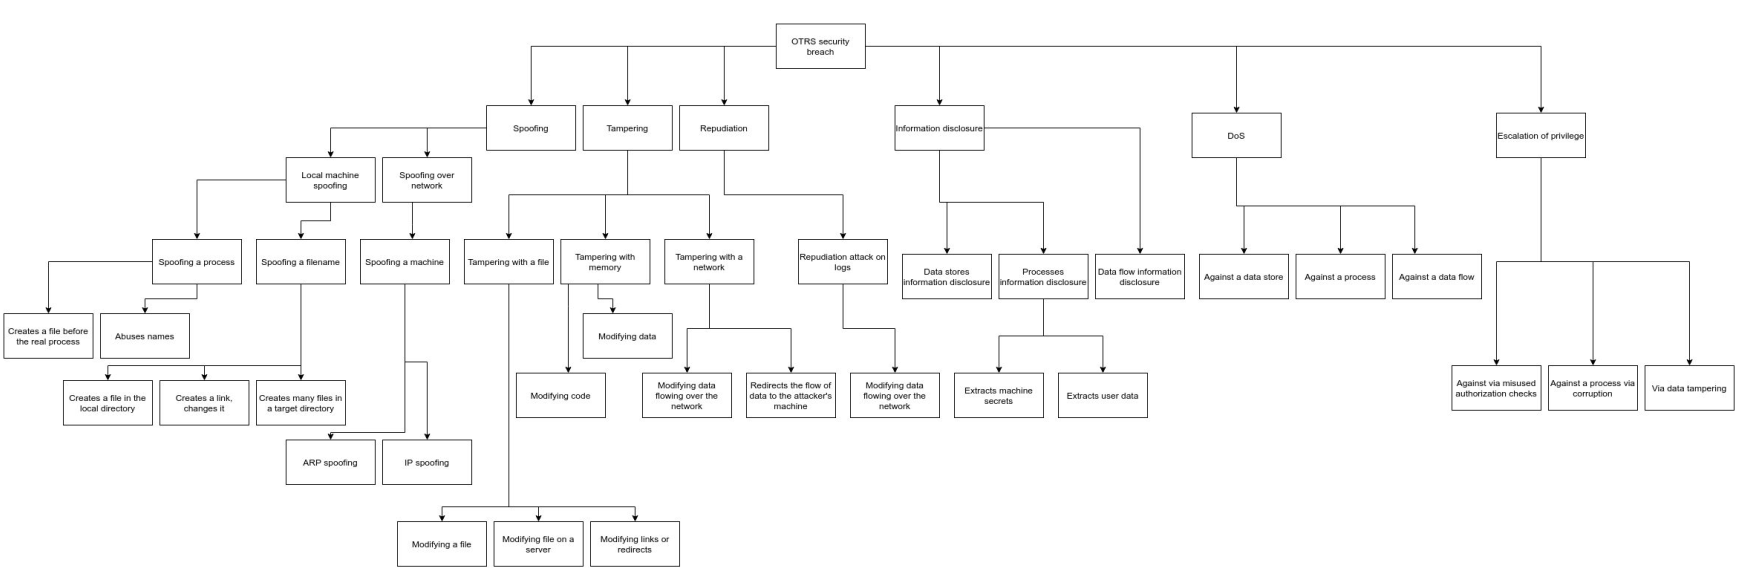 OTRS security
breach
Spoofing
Tampering
Repudiation
Information disclosure
DoS
Escalation of privilege
Local machine
spoofing
Spoofing over
network
Spoofing a process
Spoofing a filename
Spoofing a machine
Tampering with a file
Tampering with
memory
Tampering with a
network
Repudiation attack on
logs
Data stores
information disclosure
Processes
information disclosure
Data flow information
disclosure
Against a data store
Against a process
Against a data flow
Creates a file before
the real process
Abuses names
Modifying data
Creates a file in the
local directory
Creates a link,
changes it
Creates many files in
a target directory
Modifying code
Modifying data
flowing over the
network
Redirects the flow of
data to the attacker's
machine
Modifying data
flowing over the
network
Extracts machine
secrets
Extracts user data
Against via misused
authorization checks
Against a process via
corruption
Via data tampering
ARP spoofing
IP spoofing
Modifying a file
Modifying file on a
server
Modifying links or
redirects